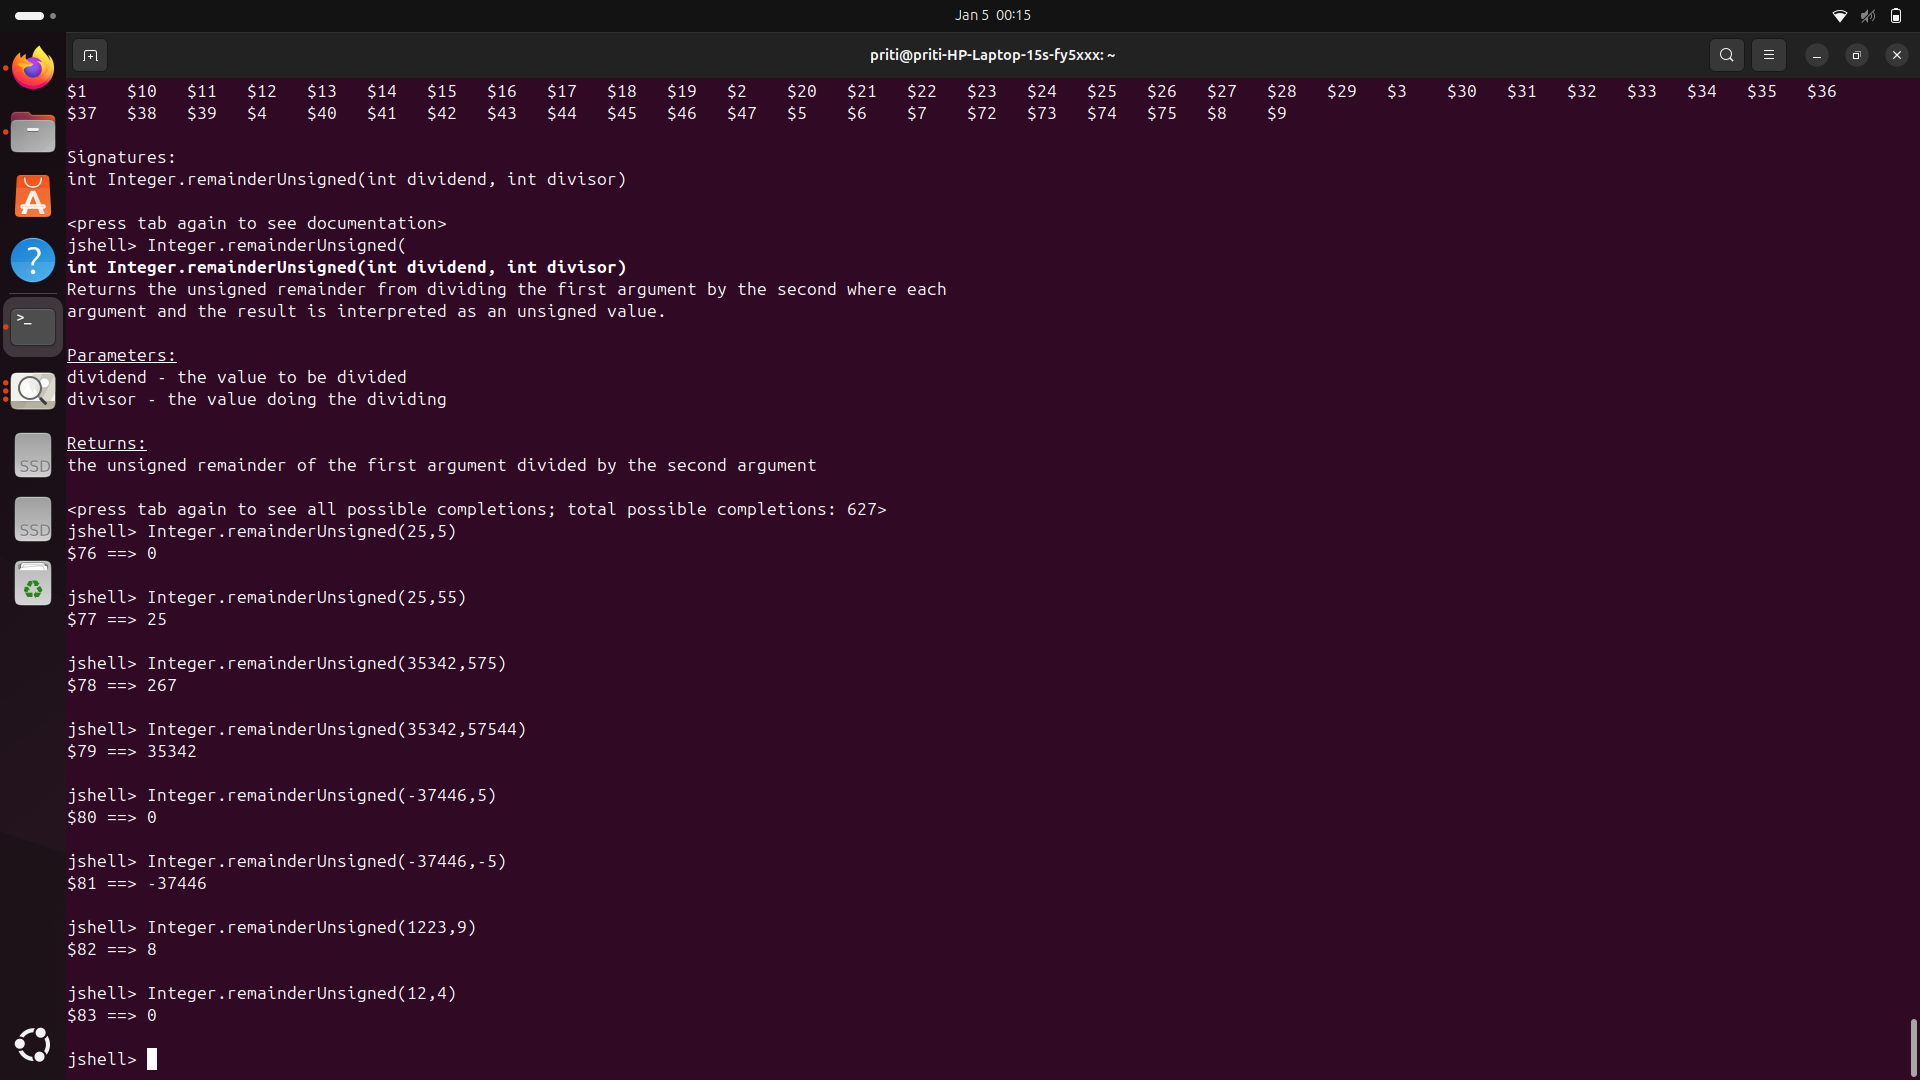 Jan 5  00:15
priti@priti-HP-Laptop-15s-fy5xxx: ~
$1    $10   $11   $12   $13   $14   $15   $16   $17   $18   $19   $2    $20   $21   $22   $23   $24   $25   $26   $27   $28   $29   $3    $30   $31   $32   $33   $34   $35   $36
$37   $38   $39   $4    $40   $41   $42   $43   $44   $45   $46   $47   $5    $6    $7    $72   $73   $74   $75   $8    $9
Signatures:
int Integer.remainderUnsigned(int dividend, int divisor)
<press tab again to see documentation>
jshell> Integer.remainderUnsigned(
int Integer.remainderUnsigned(int dividend, int divisor)
Returns the unsigned remainder from dividing the first argument by the second where each
argument and the result is interpreted as an unsigned value.
Parameters:
dividend - the value to be divided
divisor - the value doing the dividing
Returns:
the unsigned remainder of the first argument divided by the second argument
<press tab again to see all possible completions; total possible completions: 627>
jshell> Integer.remainderUnsigned(25,5)
$76 ==> 0
jshell> Integer.remainderUnsigned(25,55)
$77 ==> 25
jshell> Integer.remainderUnsigned(35342,575)
$78 ==> 267
jshell> Integer.remainderUnsigned(35342,57544)
$79 ==> 35342
jshell> Integer.remainderUnsigned(-37446,5)
$80 ==> 0
jshell> Integer.remainderUnsigned(-37446,-5)
$81 ==> -37446
jshell> Integer.remainderUnsigned(1223,9)
$82 ==> 8
jshell> Integer.remainderUnsigned(12,4)
$83 ==> 0
jshell>
SSD
SSD